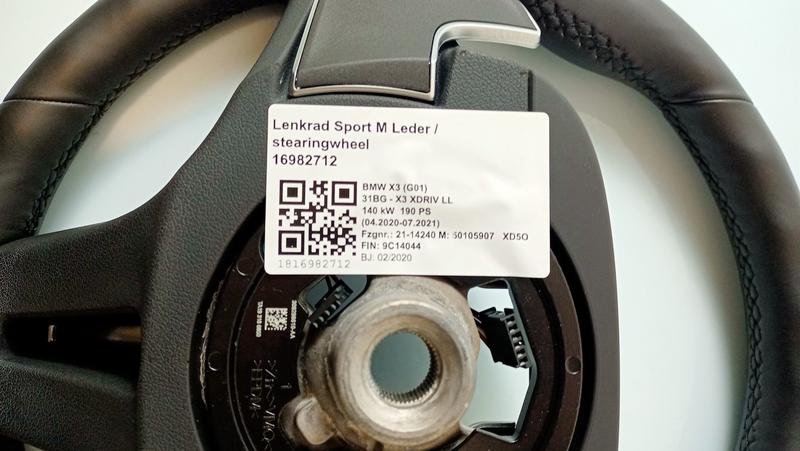 Lenkrad Sport M Leder /
stearingwheel
16982712
BMW X3 (G01)
31BG - X3 XDRIV LL
140 kW 190 PS
(04.2020-07.2021)
Fzgnr.: 21-14240 M: 50105907 XD5O
FIN: 9C14044
BJ: 02/2020
1816982712